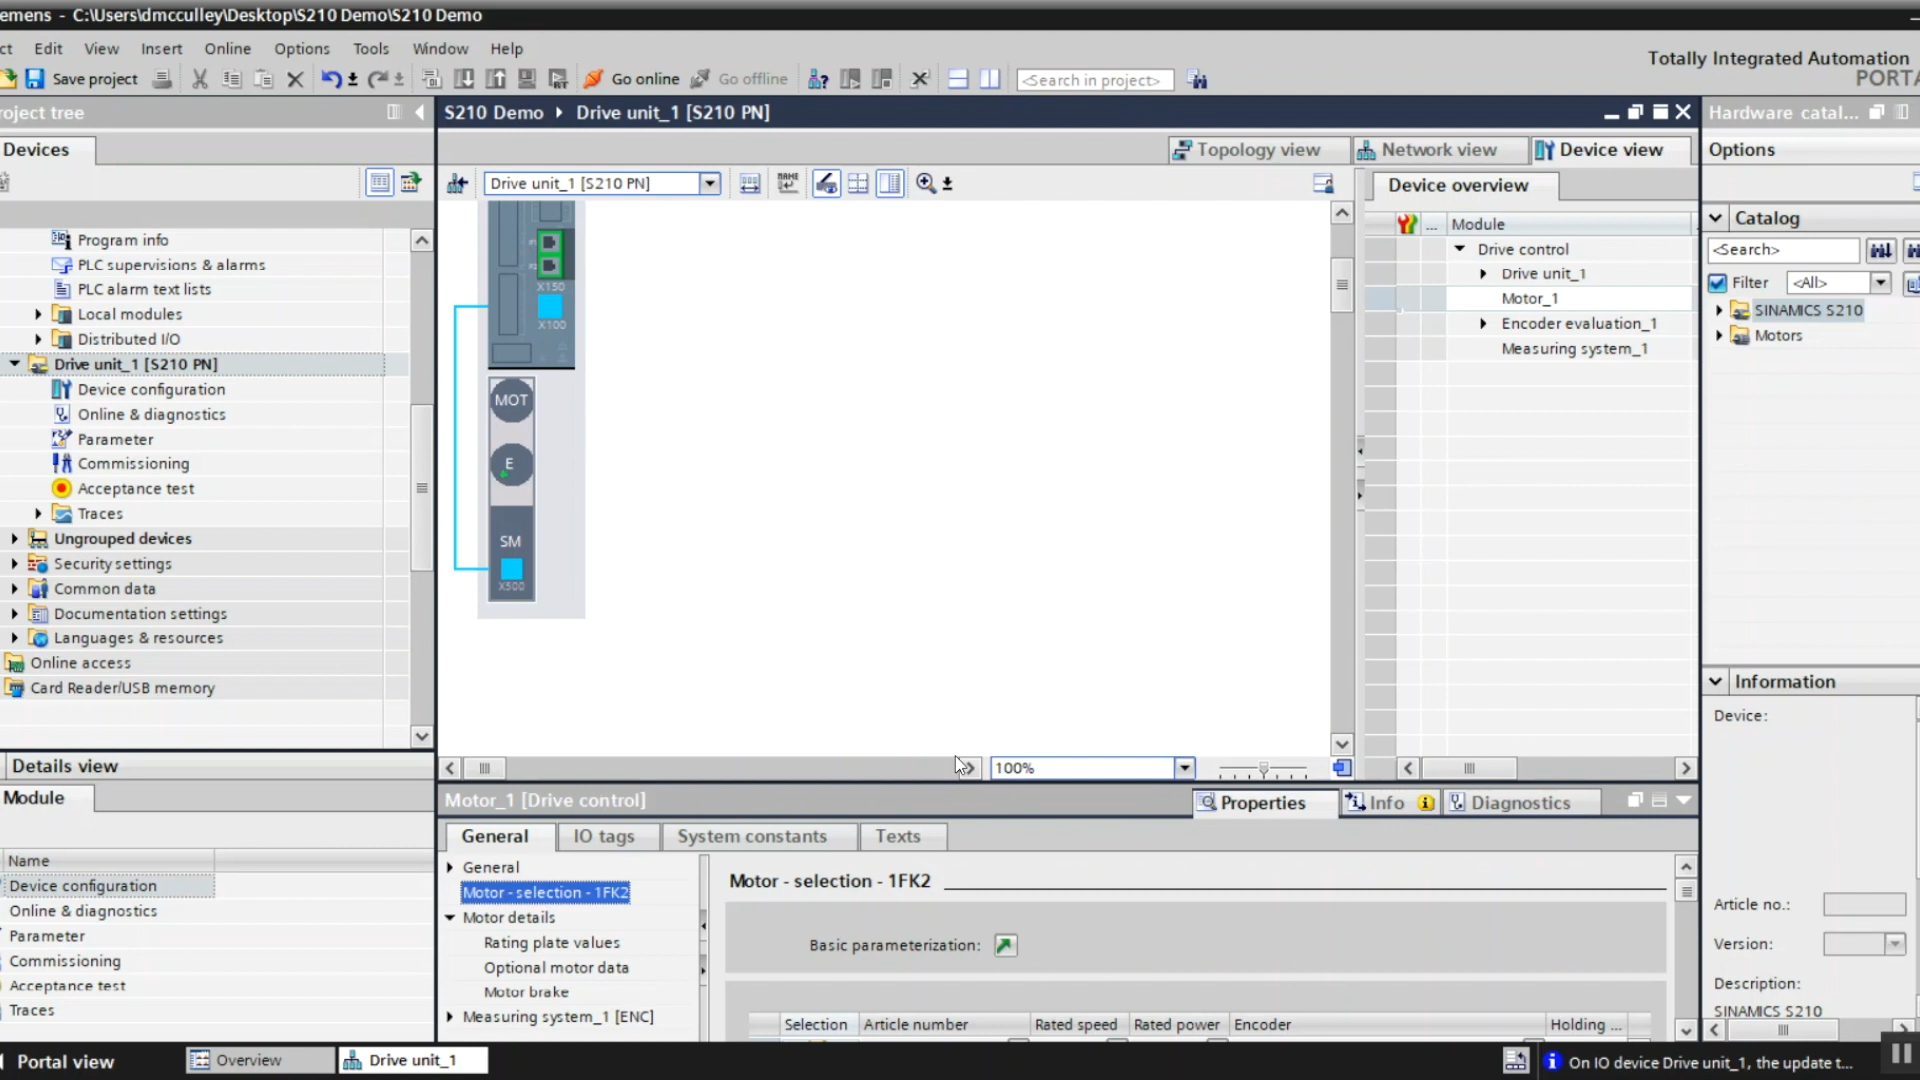 emens - C:\Users\dmcculley\Desktop\S210 Demo\S210 Demo
ct Edit View Insert Online Options Tools Window Help
Totally Integrated Automation
PORTA
Save project
Go online
Go offline
<Search in project>
roject tree
S210 Demo Drive unit_1 [S210 PN]
Hardware catal...
Devices
Topology view
Network view
Device view
Options
Drive unit_1 [S210 PN]
Device overview
... Module
Catalog
<Search>
Filter <All>
SINAMICS S210
Motors
Drive control
Drive unit_1
Motor_1
Encoder evaluation_1
Measuring system_1
Program info
PLC supervisions & alarms
PLC alarm text lists
Local modules
Distributed I/O
Drive unit_1 [S210 PN]
Device configuration
Online & diagnostics
Parameter
Commissioning
Acceptance test
Traces
Ungrouped devices
Security settings
Common data
Documentation settings
Languages & resources
Online access
Card Reader/USB memory
X150
X100
MOT
E
SM
X500
100%
Information
Device:
Article no.:
Version:
Description:
SINAMICS S210
Details view
Module
Name
Device configuration
Online & diagnostics
Parameter
Commissioning
Acceptance test
Traces
Motor_1 [Drive control]
Properties
Info
Diagnostics
General
IO tags
System constants
Texts
General
Motor - selection - 1FK2
Motor details
Rating plate values
Optional motor data
Motor brake
Measuring system_1 [ENC]
Motor - selection - 1FK2
Basic parameterization:
Selection Article number Rated speed Rated power Encoder Holding ...
Portal view
Overview
Drive unit_1
On IO device Drive unit_1, the update t...